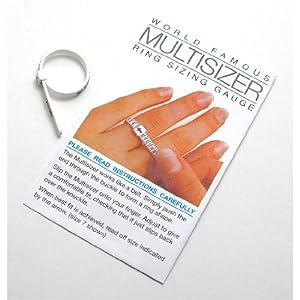 WORLD FAMOUS
MULTISIZER
RING SIZING GAUGE
PLEASE READ INSTRUCTIONS CAREFULLY
The Multisizer works like a belt. Simply push the
end through the buckle to form a ring shape.
Slip the Multisizer onto your finger. Adjust to give
a comfortable fit, checking that it just slips back
over the knuckle.
When best fit is achieved, read off size indicated
by the arrow. (size 7 shown)